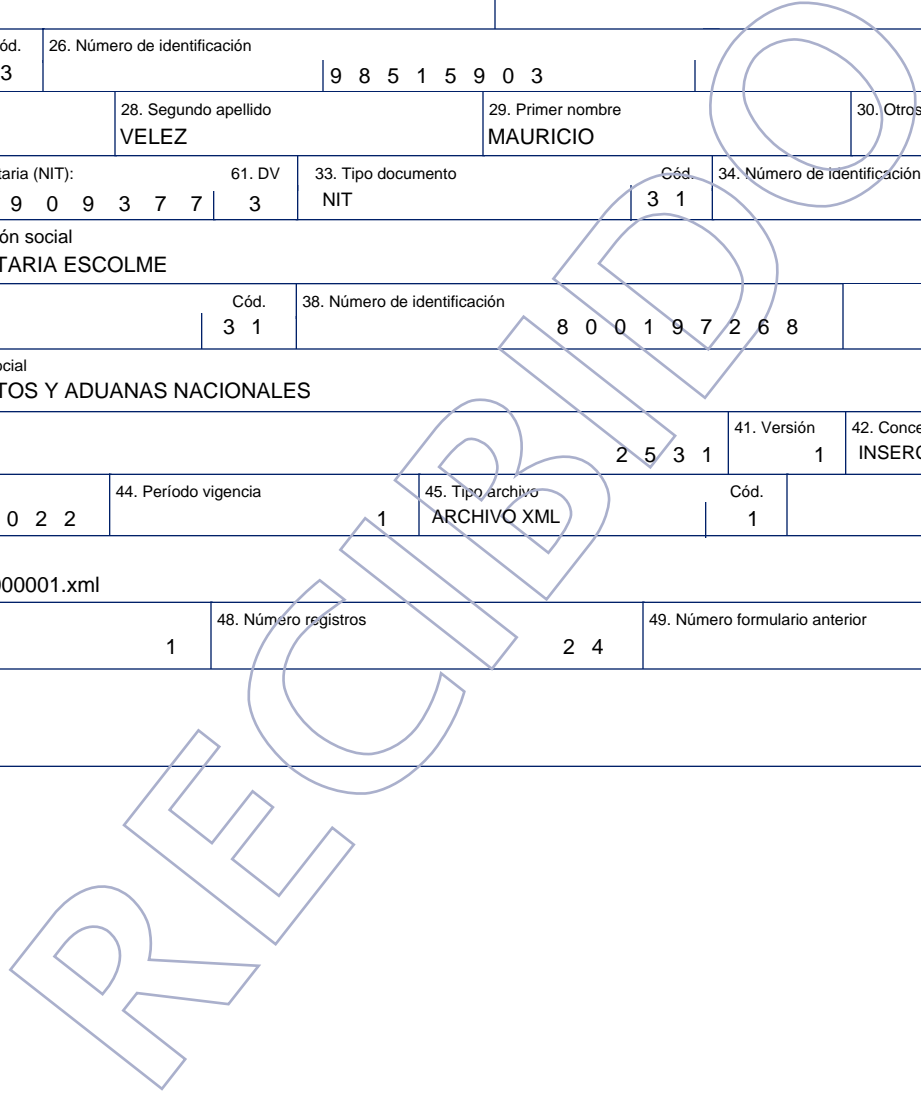 ód. 26. Número de identificación
3 9 8 5 1 5 9 0 3
28. Segundo apellido 29. Primer nombre 30. Otros
VELEZ MAURICIO
taria (NIT): 61. DV 33. Tipo documento Cód. 34. Número de identificación
9 0 9 3 7 7 3 NIT 3 1
ón social
TARIA ESCOLME
Cód. 38. Número de identificación
3 1 8 0 0 1 9 7 2 6 8
ocial
TOS Y ADUANAS NACIONALES
41. Versión 42. Conce
2 5 3 1 1 INSERC
44. Período vigencia 45. Tipo archivo Cód.
0 2 2 1 ARCHIVO XML 1
000001.xml
48. Número registros 49. Número formulario anterior
1 2 4
RECIBIDO